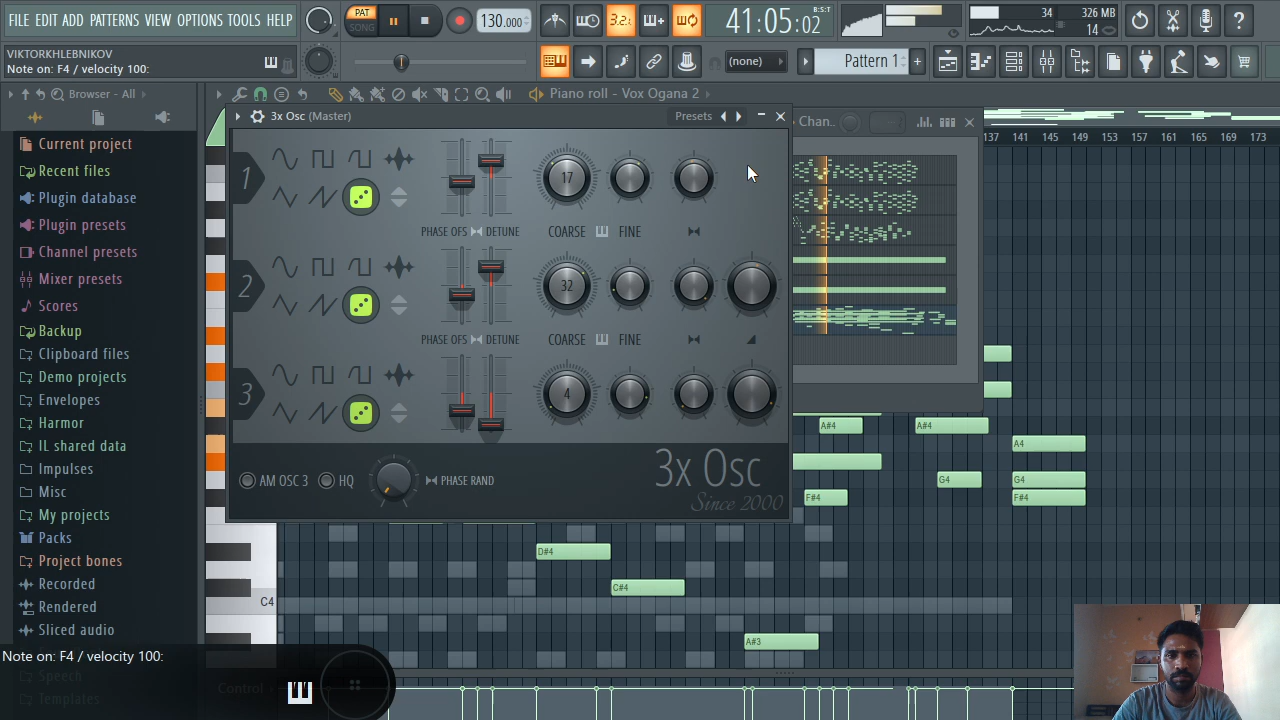 FILE EDIT ADD PATTERNS VIEW OPTIONS TOOLS HELP
PAT
SONG
130.000
3.2
41:05:02
B:S:T
34
326 MB
14
VIKTORKHLEBNIKOV
Note on: F4 / velocity 100:
(none)
Pattern 1
Browser - All
Piano roll - Vox Ogana 2
Current project
Recent files
Plugin database
Plugin presets
Channel presets
Mixer presets
Scores
Backup
Clipboard files
Demo projects
Envelopes
Harmor
IL shared data
Impulses
Misc
My projects
Packs
Project bones
Recorded
Rendered
Sliced audio
Speech
Templates
3x Osc (Master)
Presets
1
17
PHASE OFS DETUNE COARSE FINE
2
32
PHASE OFS DETUNE COARSE FINE
3
4
AM OSC 3 HQ PHASE RAND
3x Osc
Since 2000
Chan..
137 141 145 149 153 157 161 165 169 173
A#4 A#4
A4
G4 G4
F#4 F#4
D#4
C#4
C4
A#3
Note on: F4 / velocity 100:
Control